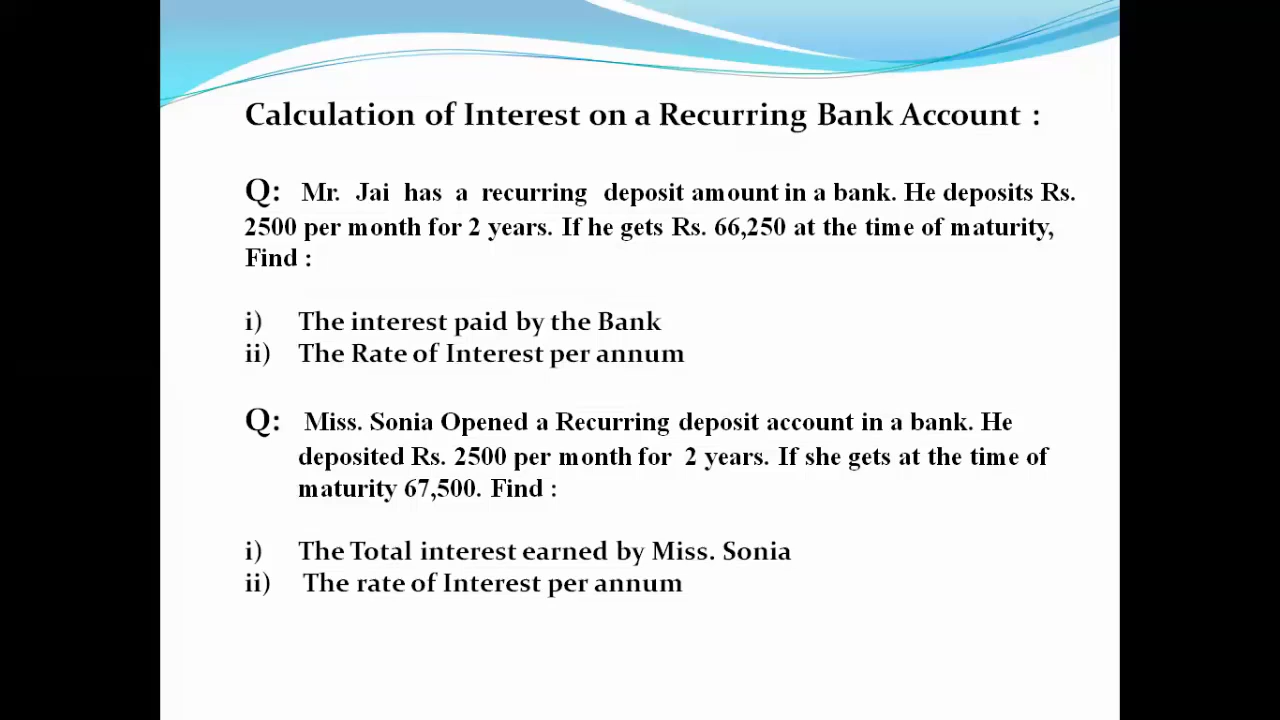 Calculation of Interest on a Recurring Bank Account :
Q: Mr. Jai has a recurring deposit amount in a bank. He deposits Rs.
2500 per month for 2 years. If he gets Rs. 66,250 at the time of maturity,
Find :
i) The interest paid by the Bank
ii) The Rate of Interest per annum
Q: Miss. Sonia Opened a Recurring deposit account in a bank. He
deposited Rs. 2500 per month for 2 years. If she gets at the time of
maturity 67,500. Find :
i) The Total interest earned by Miss. Sonia
ii) The rate of Interest per annum